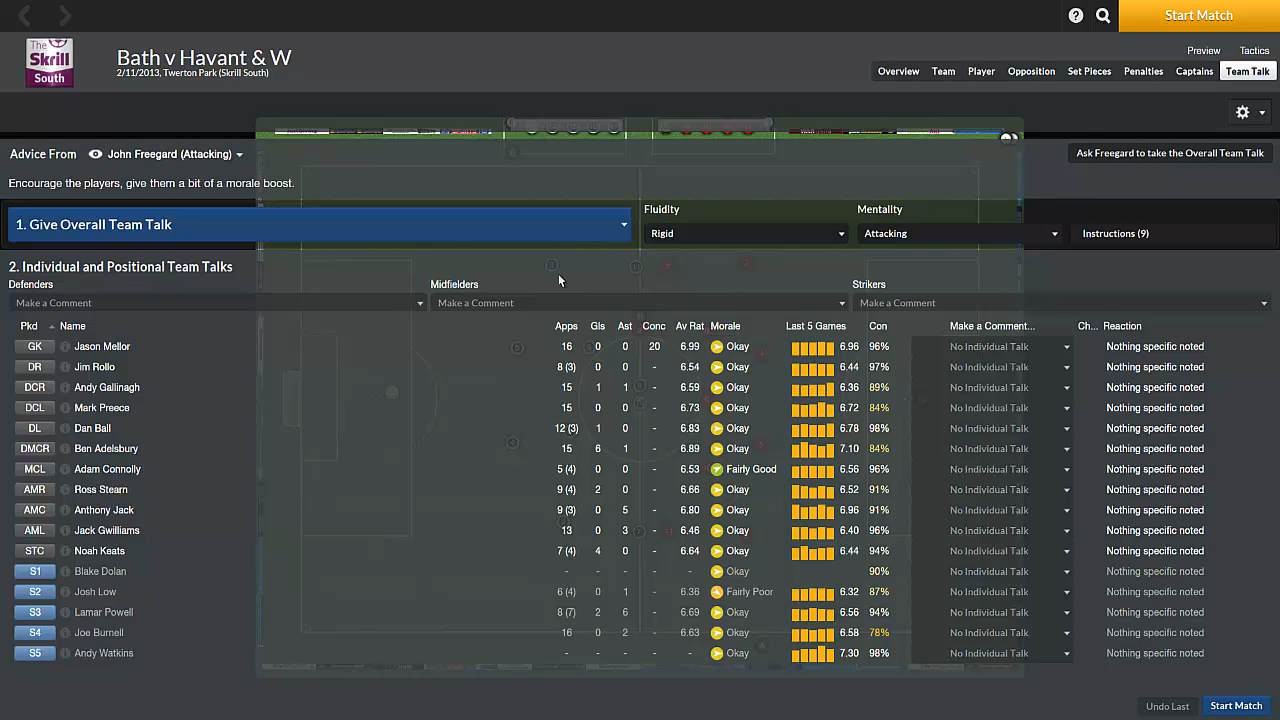 Start Match
The Skrill South
Bath v Havant & W
2/11/2013, Twerton Park (Skrill South)
Preview Tactics
Overview Team Player Opposition Set Pieces Penalties Captains Team Talk
Advice From John Freegard (Attacking)
Ask Freegard to take the Overall Team Talk
Encourage the players, give them a bit of a morale boost.
Fluidity Mentality
1. Give Overall Team Talk Rigid Attacking Instructions (9)
2. Individual and Positional Team Talks
Defenders Midfielders Strikers
Make a Comment Make a Comment Make a Comment
Pkd Name Apps Gls Ast Conc Av Rat Morale Last 5 Games Con Make a Comment... Ch... Reaction
GK Jason Mellor 16 0 0 20 6.99 Okay 6.96 96% No Individual Talk Nothing specific noted
DR Jim Rollo 8 (3) 0 0 - 6.54 Okay 6.44 97% No Individual Talk Nothing specific noted
DCR Andy Gallinagh 15 1 1 - 6.59 Okay 6.36 89% No Individual Talk Nothing specific noted
DCL Mark Preece 15 0 0 - 6.73 Okay 6.72 84% No Individual Talk Nothing specific noted
DL Dan Ball 12 (3) 1 0 - 6.83 Okay 6.78 98% No Individual Talk Nothing specific noted
DMCR Ben Adelsbury 15 6 1 - 6.89 Okay 7.10 84% No Individual Talk Nothing specific noted
MCL Adam Connolly 5 (4) 0 0 - 6.53 Fairly Good 6.56 96% No Individual Talk Nothing specific noted
AMR Ross Stearn 9 (4) 2 0 - 6.66 Okay 6.52 91% No Individual Talk Nothing specific noted
AMC Anthony Jack 9 (3) 0 5 - 6.80 Okay 6.96 91% No Individual Talk Nothing specific noted
AML Jack Gwilliams 13 0 3 - 6.46 Okay 6.40 96% No Individual Talk Nothing specific noted
STC Noah Keats 7 (4) 4 0 - 6.64 Okay 6.44 94% No Individual Talk Nothing specific noted
S1 Blake Dolan - - - - - Okay 90% No Individual Talk Nothing specific noted
S2 Josh Low 6 (4) 0 1 - 6.36 Fairly Poor 6.32 87% No Individual Talk Nothing specific noted
S3 Lamar Powell 8 (7) 2 6 - 6.69 Okay 6.56 94% No Individual Talk Nothing specific noted
S4 Joe Burnell 16 0 2 - 6.63 Okay 6.58 78% No Individual Talk Nothing specific noted
S5 Andy Watkins - - - - - Okay 7.30 98% No Individual Talk Nothing specific noted
Undo Last Start Match